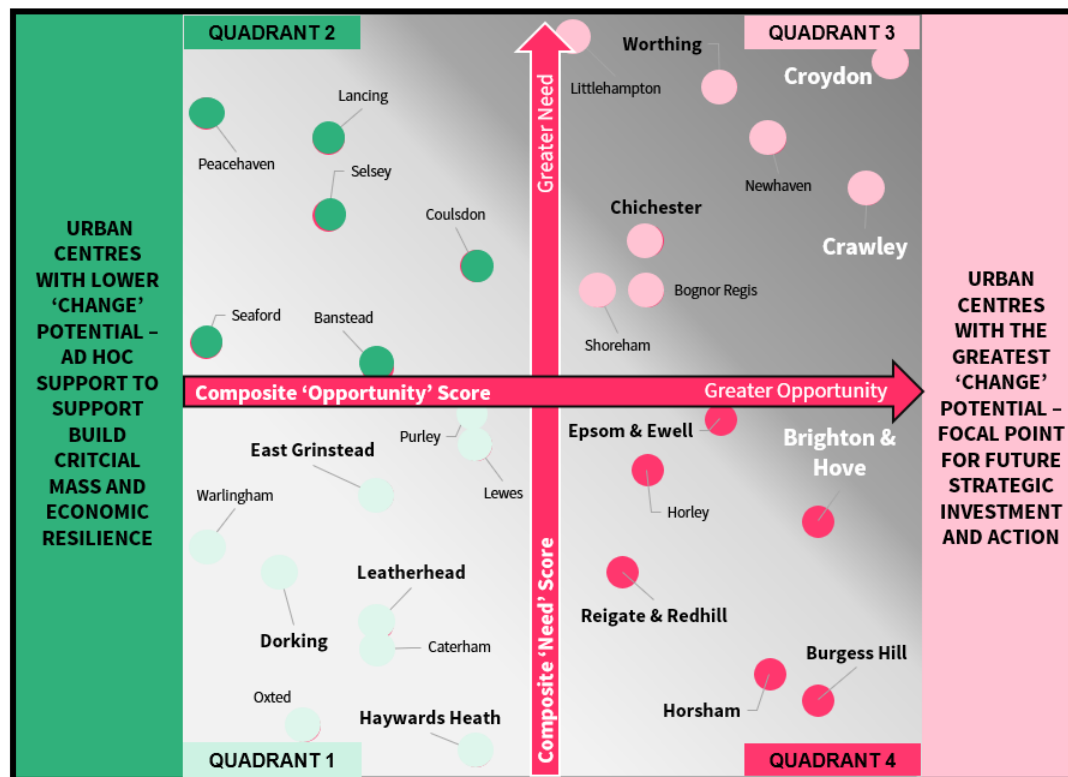 QUADRANT 2
QUADRANT 3
URBAN
CENTRES
WITH LOWER
‘CHANGE’
POTENTIAL –
AD HOC
SUPPORT TO
SUPPORT
BUILD
CRITCIAL
MASS AND
ECONOMIC
RESILIENCE
Peacehaven
Lancing
Selsey
Coulsdon
Seaford
Banstead
Greater Need
Littlehampton
Worthing
Croydon
Newhaven
Crawley
Chichester
Bognor Regis
Shoreham
Composite ‘Opportunity’ Score
Greater Opportunity
Purley
East Grinstead
Lewes
Warlingham
Leatherhead
Dorking
Caterham
Oxted
Haywards Heath
Composite ‘Need’ Score
Epsom & Ewell
Brighton &
Hove
Horley
Reigate & Redhill
Burgess Hill
Horsham
QUADRANT 1
QUADRANT 4
URBAN
CENTRES
WITH THE
GREATEST
‘CHANGE’
POTENTIAL –
FOCAL POINT
FOR FUTURE
STRATEGIC
INVESTMENT
AND ACTION